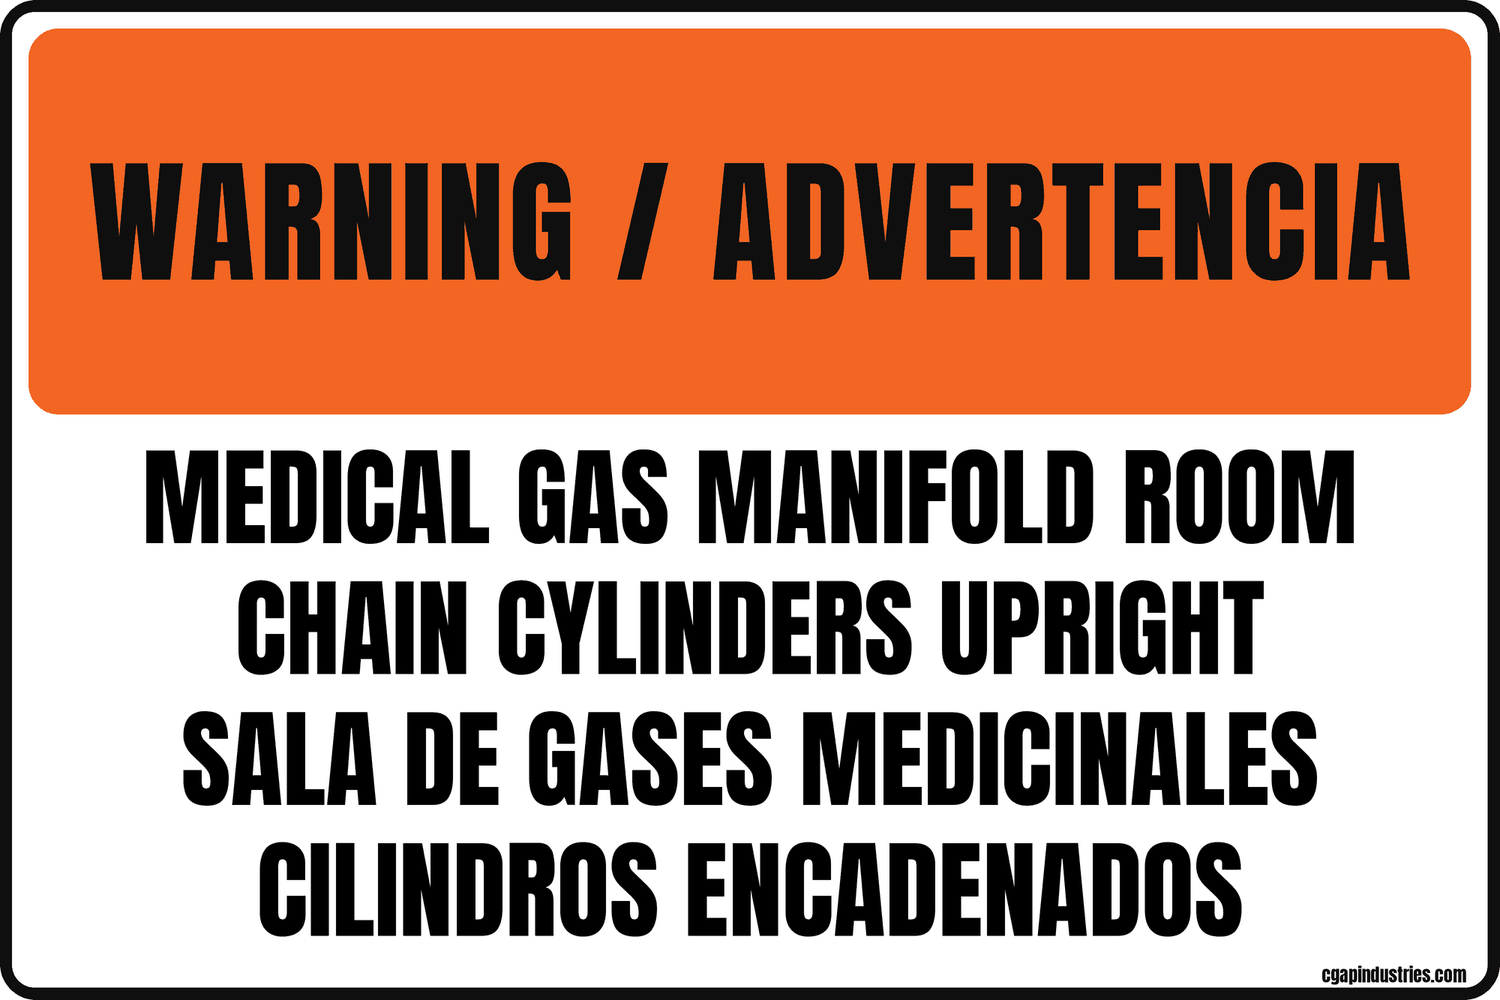 WARNING / ADVERTENCIA
MEDICAL GAS MANIFOLD ROOM
CHAIN CYLINDERS UPRIGHT
SALA DE GASES MEDICINALES
CILINDROS ENCADENADOS
cgapindustries.com